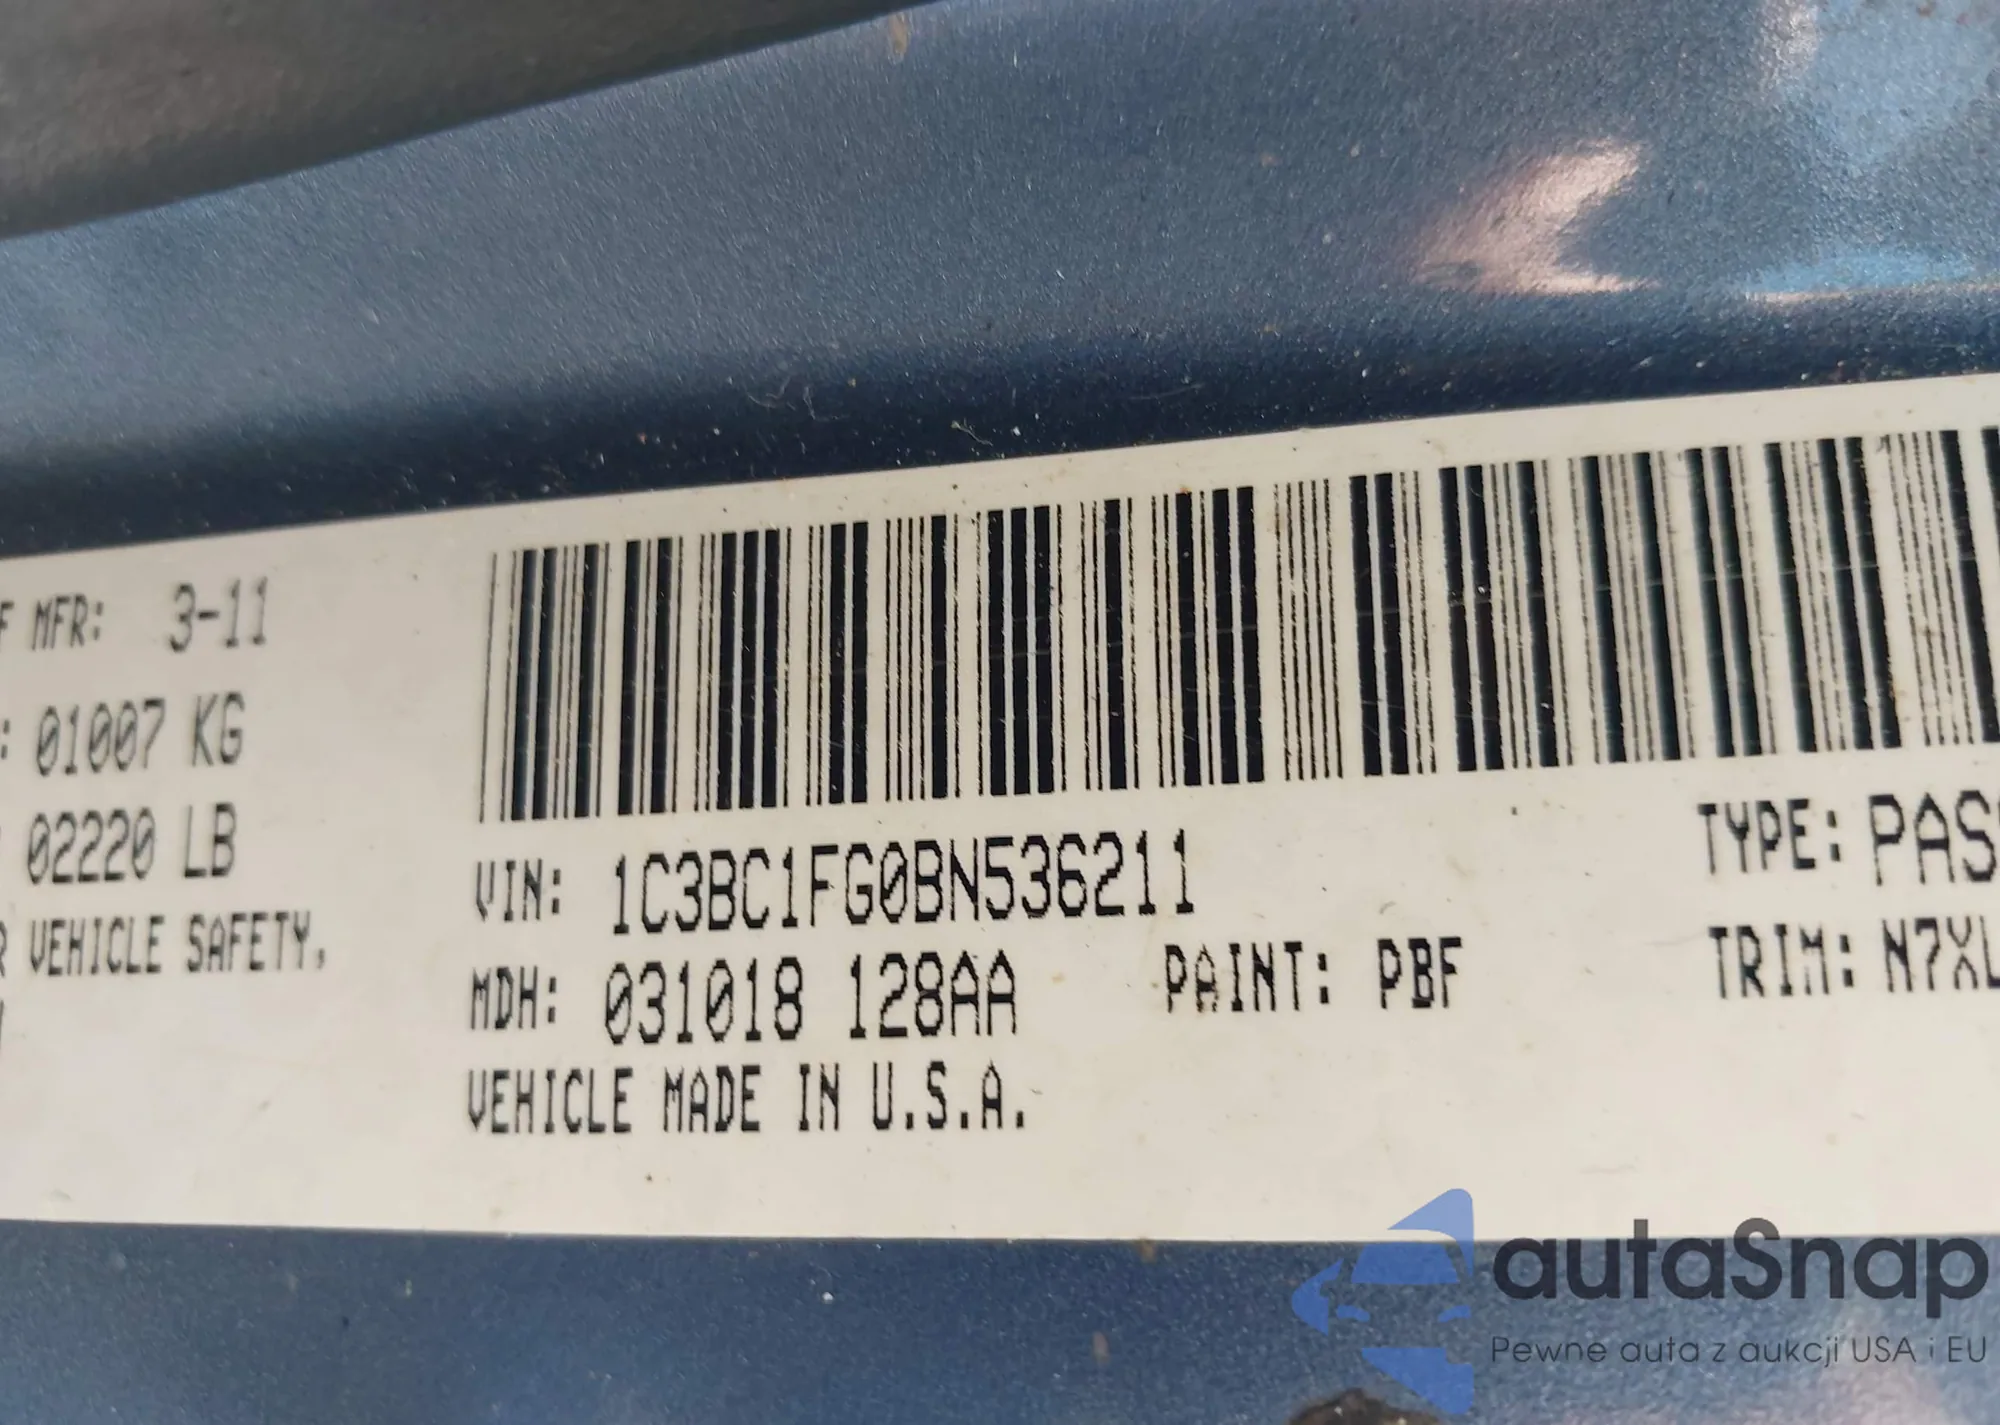 F MFR: 3-11
: 01007 KG
02220 LB
R VEHICLE SAFETY,
VIN: 1C3BC1FG0BN536211
TYPE: PAS
MDH: 031018 128AA
PAINT: PBF
TRIM: N7XL
VEHICLE MADE IN U.S.A.
autaSnap
Pewne auta z aukcji USA i EU